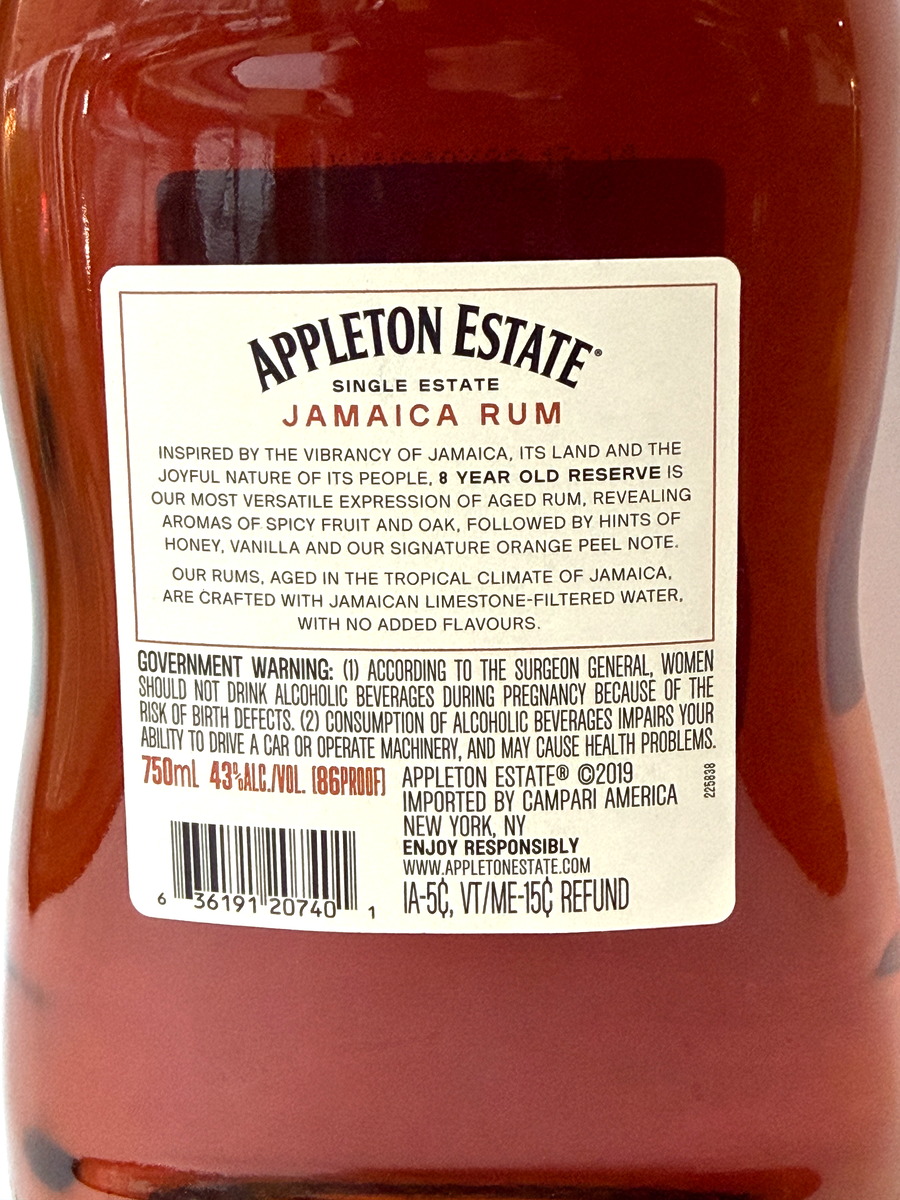 APPLETON ESTATE®
SINGLE ESTATE
JAMAICA RUM
INSPIRED BY THE VIBRANCY OF JAMAICA, ITS LAND AND THE
JOYFUL NATURE OF ITS PEOPLE, 8 YEAR OLD RESERVE IS
OUR MOST VERSATILE EXPRESSION OF AGED RUM, REVEALING
AROMAS OF SPICY FRUIT AND OAK, FOLLOWED BY HINTS OF
HONEY, VANILLA AND OUR SIGNATURE ORANGE PEEL NOTE.
OUR RUMS, AGED IN THE TROPICAL CLIMATE OF JAMAICA,
ARE CRAFTED WITH JAMAICAN LIMESTONE-FILTERED WATER,
WITH NO ADDED FLAVOURS.
GOVERNMENT WARNING: (1) ACCORDING TO THE SURGEON GENERAL, WOMEN
SHOULD NOT DRINK ALCOHOLIC BEVERAGES DURING PREGNANCY BECAUSE OF THE
RISK OF BIRTH DEFECTS. (2) CONSUMPTION OF ALCOHOLIC BEVERAGES IMPAIRS YOUR
ABILITY TO DRIVE A CAR OR OPERATE MACHINERY, AND MAY CAUSE HEALTH PROBLEMS.
750mL 43%ALC./VOL. (86PROOF)
APPLETON ESTATE® ©2019
IMPORTED BY CAMPARI AMERICA
NEW YORK, NY
ENJOY RESPONSIBLY
WWW.APPLETONESTATE.COM
IA-5¢, VT/ME-15¢ REFUND
225838
6 36191 20740 1